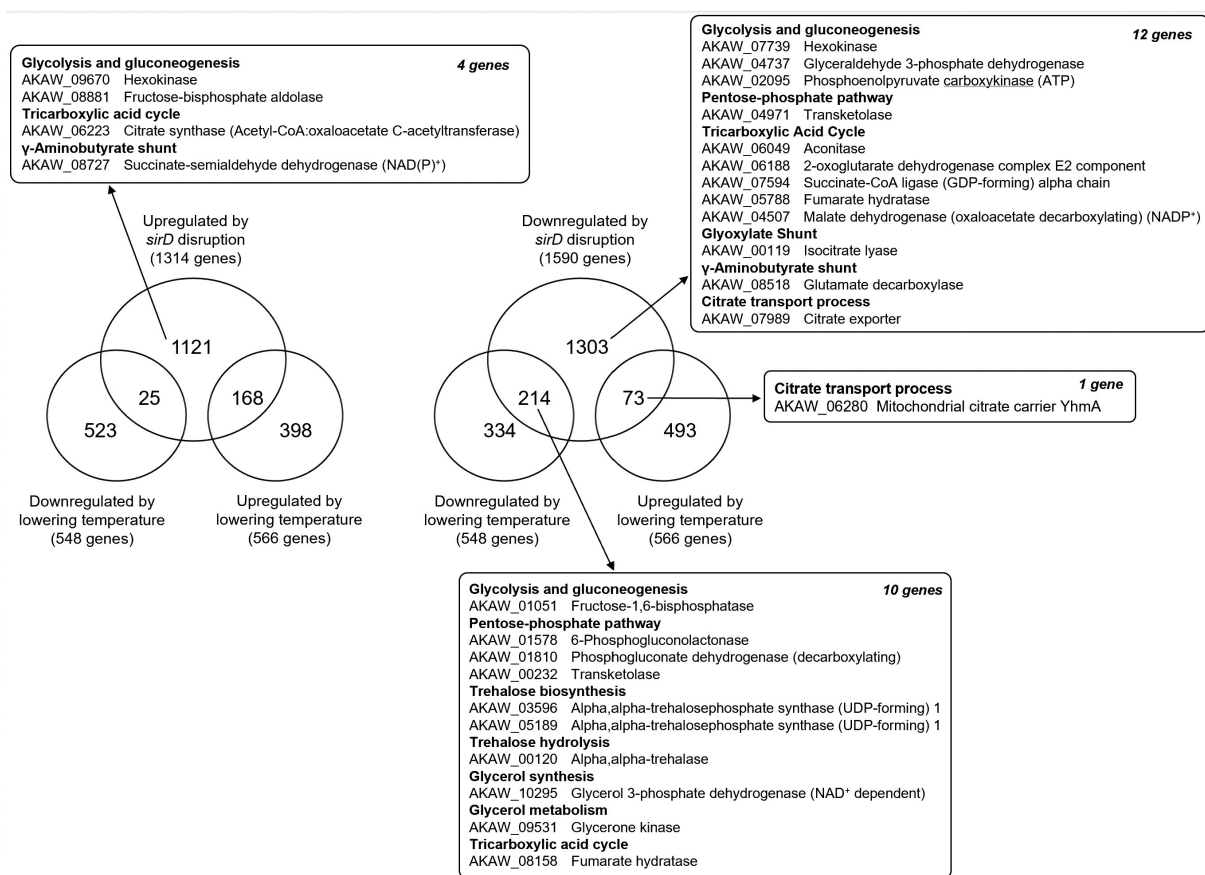 Glycolysis and gluconeogenesis 4 genes
AKAW_09670 Hexokinase
AKAW_08881 Fructose-bisphosphate aldolase
Tricarboxylic acid cycle
AKAW_06223 Citrate synthase (Acetyl-CoA:oxaloacetate C-acetyltransferase)
γ-Aminobutyrate shunt
AKAW_08727 Succinate-semialdehyde dehydrogenase (NAD(P)⁺)
Glycolysis and gluconeogenesis 12 genes
AKAW_07739 Hexokinase
AKAW_04737 Glyceraldehyde 3-phosphate dehydrogenase
AKAW_02095 Phosphoenolpyruvate carboxykinase (ATP)
Pentose-phosphate pathway
AKAW_04971 Transketolase
Tricarboxylic Acid Cycle
AKAW_06049 Aconitase
AKAW_06188 2-oxoglutarate dehydrogenase complex E2 component
AKAW_07594 Succinate-CoA ligase (GDP-forming) alpha chain
AKAW_05788 Fumarate hydratase
AKAW_04507 Malate dehydrogenase (oxaloacetate decarboxylating) (NADP⁺)
Glyoxylate Shunt
AKAW_00119 Isocitrate lyase
γ-Aminobutyrate shunt
AKAW_08518 Glutamate decarboxylase
Citrate transport process
AKAW_07989 Citrate exporter
Upregulated by
sirD disruption
(1314 genes)
1121
25
168
523
398
Downregulated by
lowering temperature
(548 genes)
Upregulated by
lowering temperature
(566 genes)
Downregulated by
sirD disruption
(1590 genes)
1303
214
73
334
493
Downregulated by
lowering temperature
(548 genes)
Upregulated by
lowering temperature
(566 genes)
Citrate transport process 1 gene
AKAW_06280 Mitochondrial citrate carrier YhmA
Glycolysis and gluconeogenesis 10 genes
AKAW_01051 Fructose-1,6-bisphosphatase
Pentose-phosphate pathway
AKAW_01578 6-Phosphogluconolactonase
AKAW_01810 Phosphogluconate dehydrogenase (decarboxylating)
AKAW_00232 Transketolase
Trehalose biosynthesis
AKAW_03596 Alpha,alpha-trehalosephosphate synthase (UDP-forming) 1
AKAW_05189 Alpha,alpha-trehalosephosphate synthase (UDP-forming) 1
Trehalose hydrolysis
AKAW_00120 Alpha,alpha-trehalase
Glycerol synthesis
AKAW_10295 Glycerol 3-phosphate dehydrogenase (NAD⁺ dependent)
Glycerol metabolism
AKAW_09531 Glycerone kinase
Tricarboxylic acid cycle
AKAW_08158 Fumarate hydratase